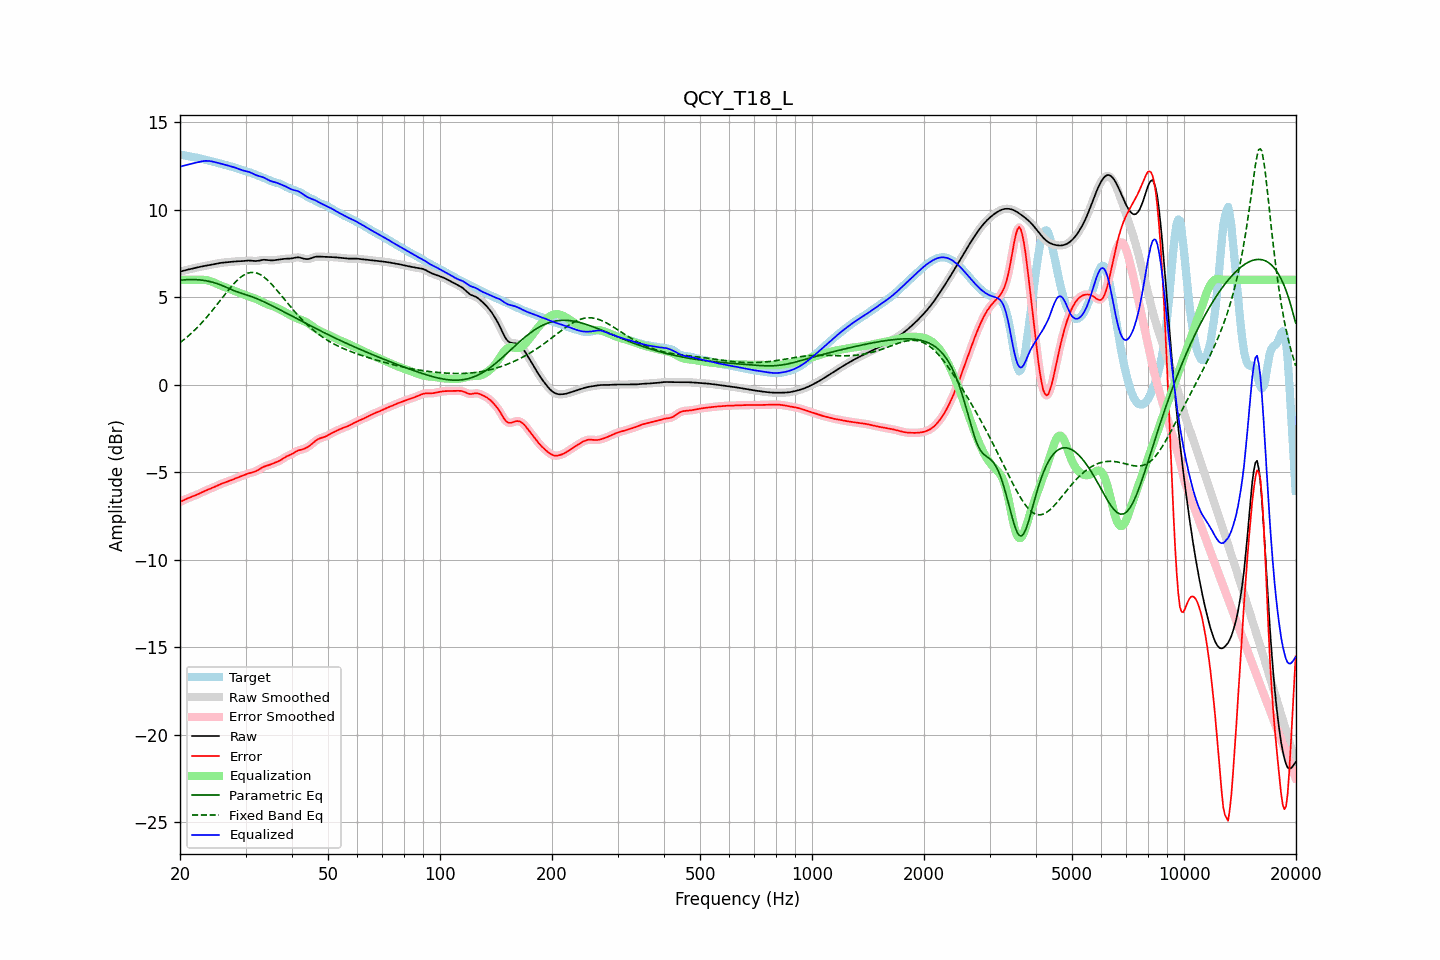 QCY_T18_L
15
10
5
0
−5
−10
−15
−20
−25
Amplitude (dBr)
Target
Raw Smoothed
Error Smoothed
Raw
Error
Equalization
Parametric Eq
Fixed Band Eq
Equalized
20 50 100 200 500 1000 2000 5000 10000 20000
Frequency (Hz)